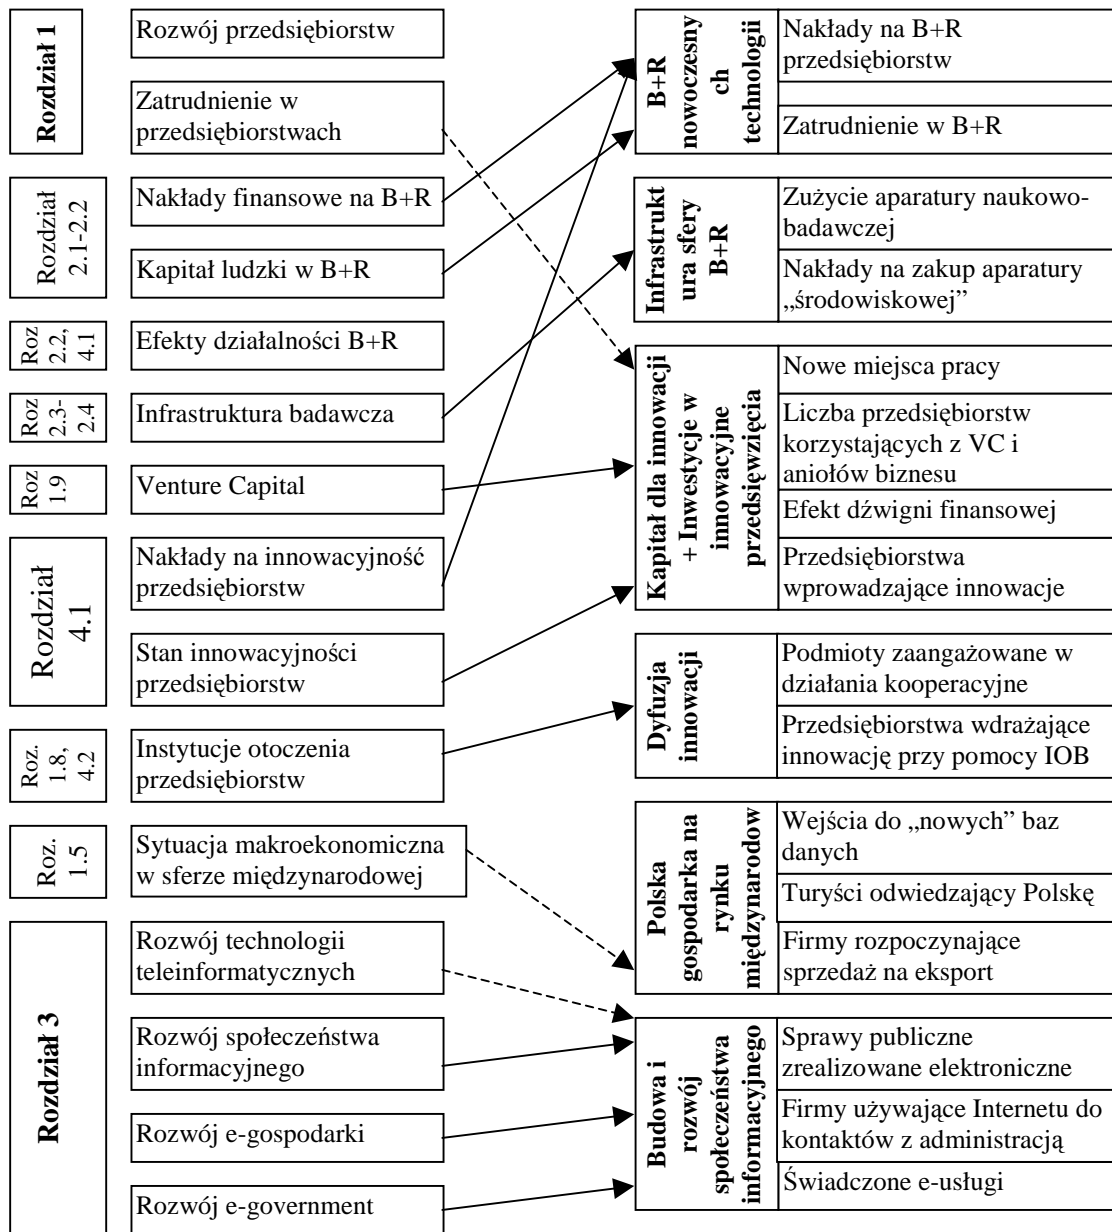 Rozdział 1
Rozwój przedsiębiorstw
Zatrudnienie w
przedsiębiorstwach
Rozdział
2.1-2.2
Nakłady finansowe na B+R
Kapitał ludzki w B+R
Roz
2.2,
4.1
Efekty działalności B+R
Roz
2.3-
2.4
Infrastruktura badawcza
Roz
1.9
Venture Capital
Rozdział
4.1
Nakłady na innowacyjność
przedsiębiorstw
Stan innowacyjności
przedsiębiorstw
Roz.
1.8,
4.2
Instytucje otoczenia
przedsiębiorstw
Roz.
1.5
Sytuacja makroekonomiczna
w sferze międzynarodowej
Rozdział 3
Rozwój technologii
teleinformatycznych
Rozwój społeczeństwa
informacyjnego
Rozwój e-gospodarki
Rozwój e-government
B+R
nowoczesny
ch
technologii
Nakłady na B+R
przedsiębiorstw
Zatrudnienie w B+R
Infrastrukt
ura sfery
B+R
Zużycie aparatury naukowo-
badawczej
Nakłady na zakup aparatury
„środowiskowej”
Kapitał dla innowacji
+ Inwestycje w
innowacyjne
przedsięwzięcia
Nowe miejsca pracy
Liczba przedsiębiorstw
korzystających z VC i
aniołów biznesu
Efekt dźwigni finansowej
Przedsiębiorstwa
wprowadzające innowacje
Dyfuzja
innowacji
Podmioty zaangażowane w
działania kooperacyjne
Przedsiębiorstwa wdrażające
innowację przy pomocy IOB
Polska
gospodarka na
rynku
międzynarodow
Wejścia do „nowych” baz
danych
Turyści odwiedzający Polskę
Firmy rozpoczynające
sprzedaż na eksport
Budowa i
rozwój
społeczeństwa
informacyjnego
Sprawy publiczne
zrealizowane elektroniczne
Firmy używające Internetu do
kontaktów z administracją
Świadczone e-usługi